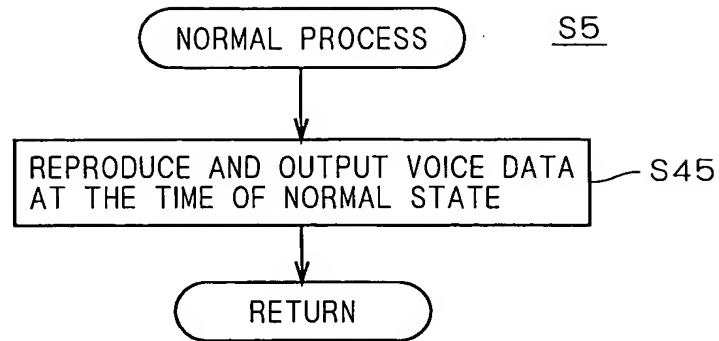 NORMAL PROCESS
S5
REPRODUCE AND OUTPUT VOICE DATA
AT THE TIME OF NORMAL STATE
S45
RETURN